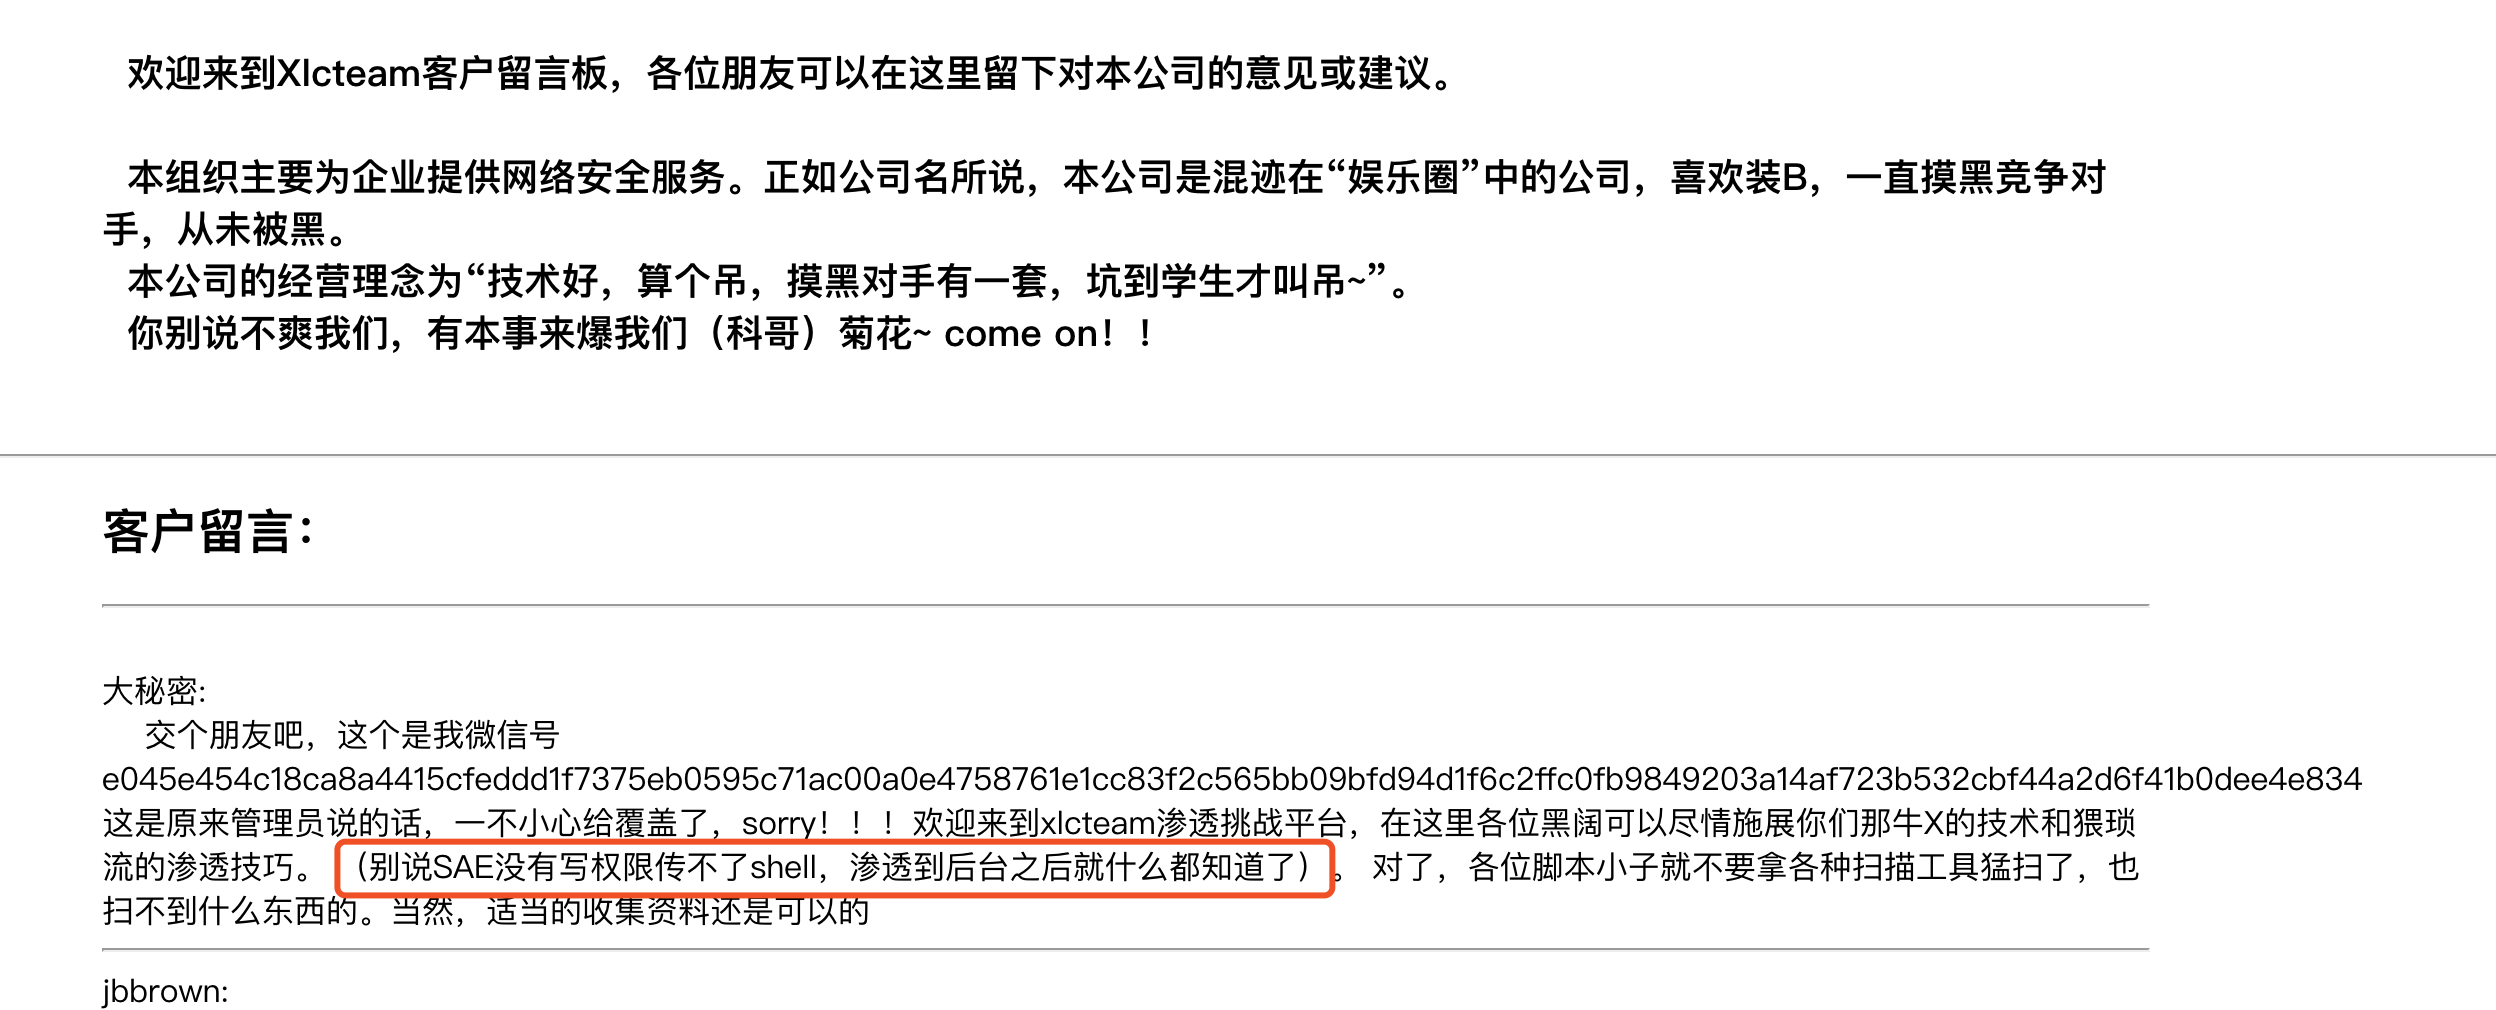 欢迎来到Xlcteam客户留言板，各位朋友可以在这里留下对本公司的意见或建议。
本组织主要为企业提供网络安全服务。正如公司名所说，本公司是混迹在“娱乐圈”中的公司，喜欢装B，一直摸黑竞争对
手，从未被黑。
本公司的经营理念为“技术好，算个吊，摸黑对手有一套，坑到学生才叫吊~”。
你别说不爽我们，有本事来爆我们（科哥）菊花~ come on！！
客户留言：
大秘密:
交个朋友吧，这个是我微信号
e045e454c18ca8a4415cfeddd1ff7375eb0595c71ac00a0e4758761e1cc83f2c565bb09bfd94d1f6c2ffc0fb9849203a14af723b532cbf44a2d6f41b0dee4e834
这是原来管理员说的话，一不小心给覆盖了，sorry！！！欢迎来到xlcteam渗透挑战平台，在这里各位黑阔可以尽情施展你们那牛X的技术和猥琐
流的渗透技巧。（别说SAE没有写权限传不了shell，渗透到后台之后就什么都知道了）。对了，各位脚本小子就不要拿各种扫描工具猛扫了，也
扫不到什么东西的。当然，适当的收集资料还是可以的
jbbrown: